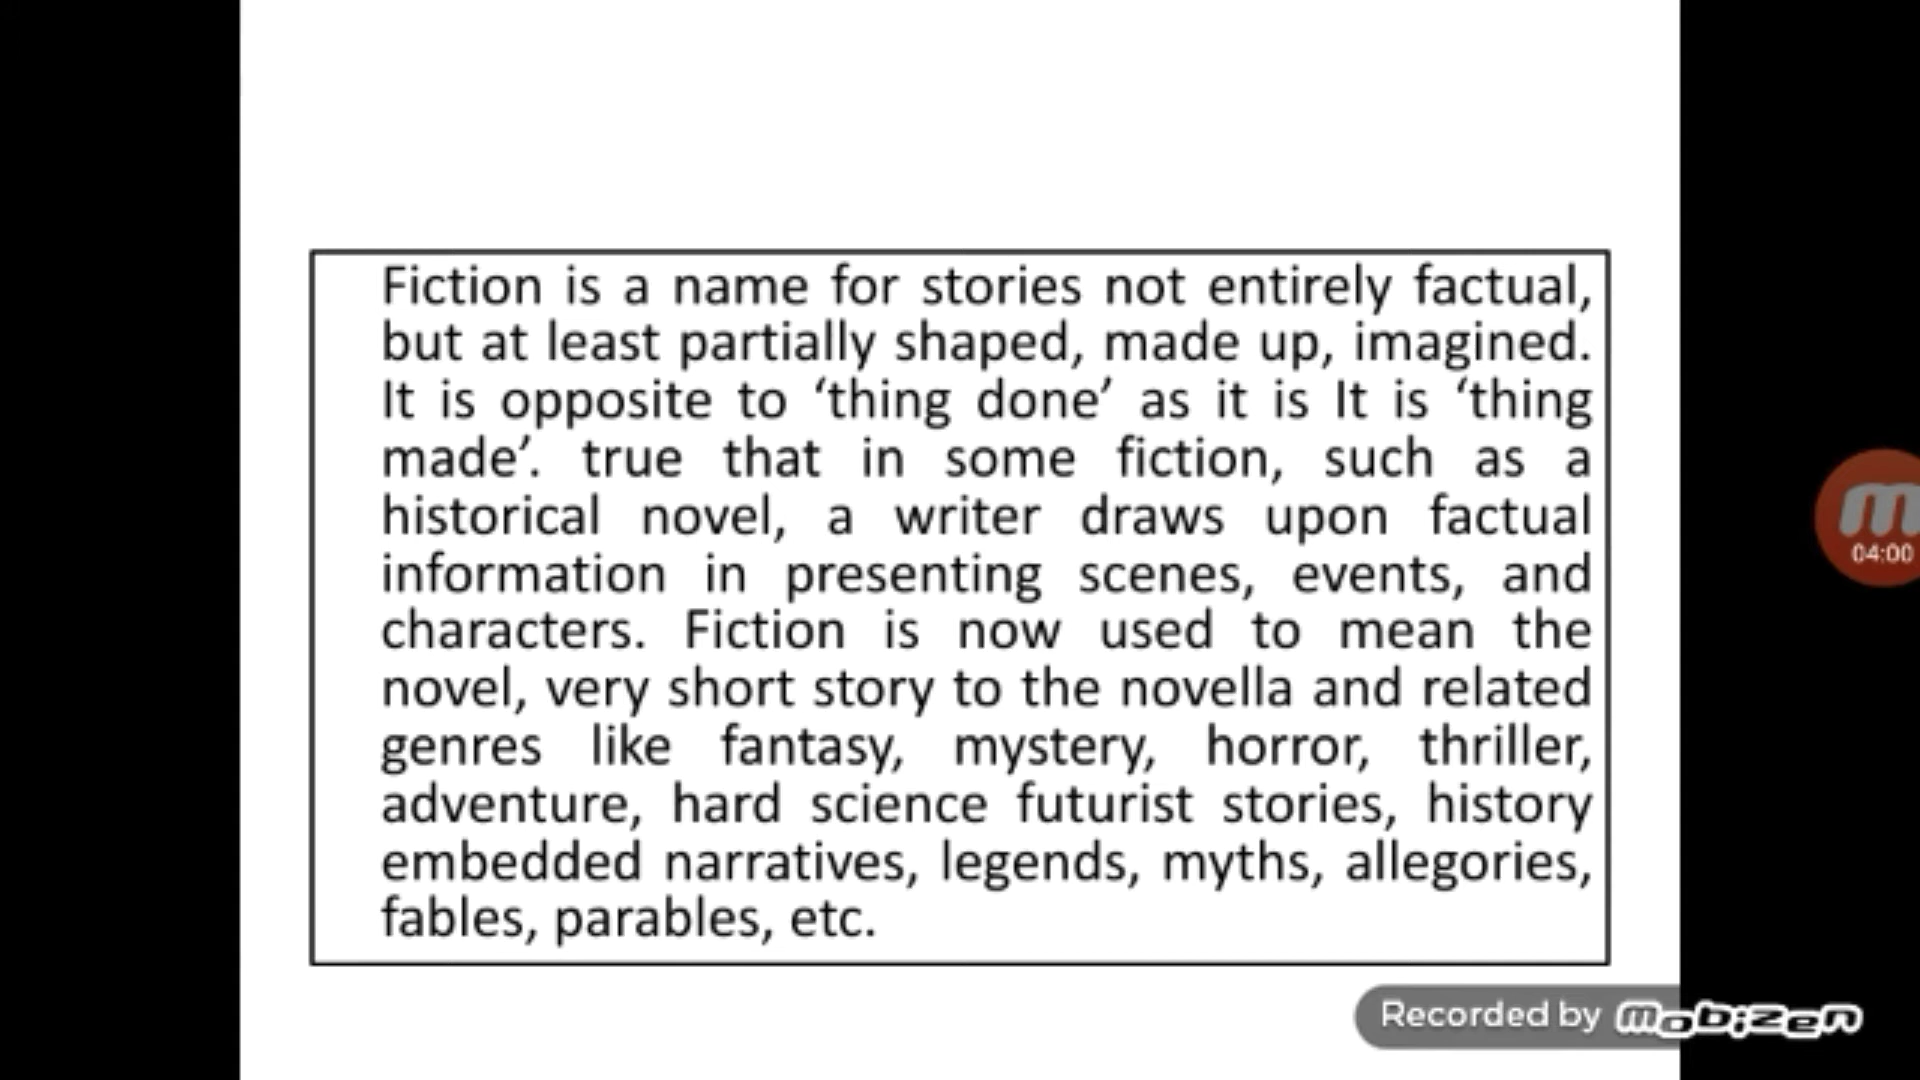 Fiction is a name for stories not entirely factual,
but at least partially shaped, made up, imagined.
It is opposite to ‘thing done’ as it is It is ‘thing
made’. true that in some fiction, such as a
historical novel, a writer draws upon factual
information in presenting scenes, events, and
characters. Fiction is now used to mean the
novel, very short story to the novella and related
genres like fantasy, mystery, horror, thriller,
adventure, hard science futurist stories, history
embedded narratives, legends, myths, allegories,
fables, parables, etc.
m
04:00
Recorded by mobizen